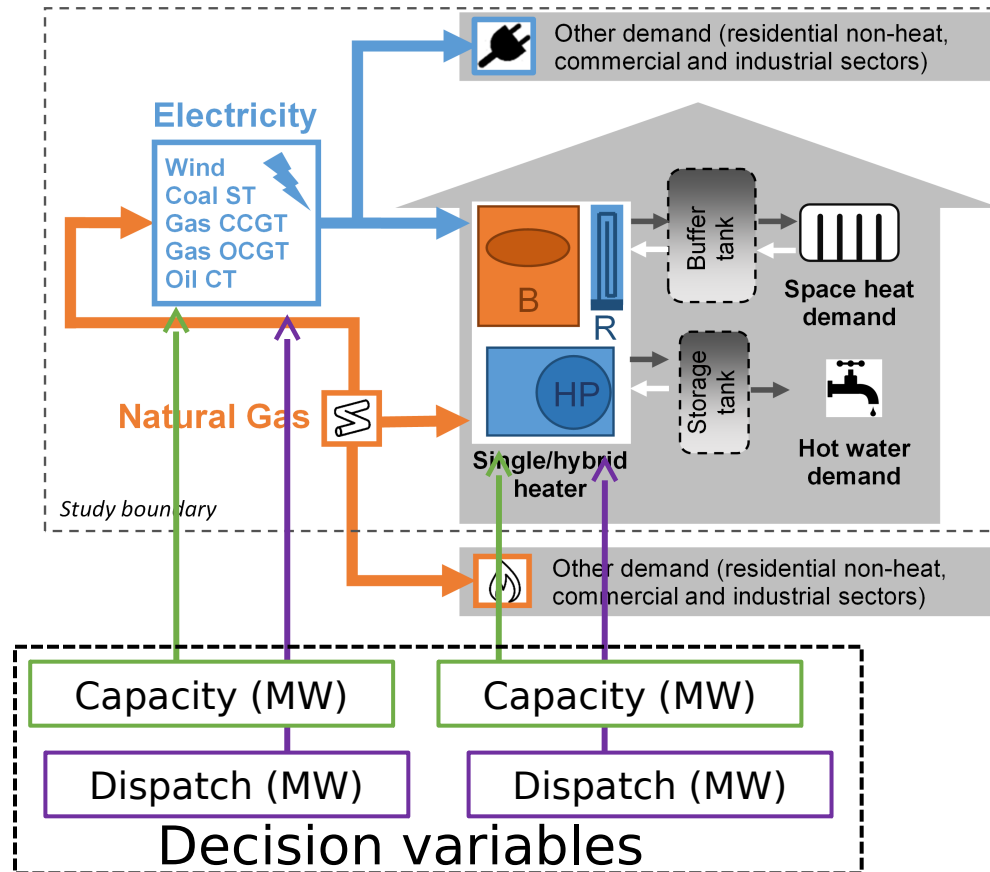 Other demand (residential non-heat,
commercial and industrial sectors)
Electricity
Wind
Coal ST
Gas CCGT
Gas OCGT
Oil CT
B
R
HP
Buffer
tank
Space heat
demand
Storage
tank
Hot water
demand
Natural Gas
Single/hybrid
heater
Study boundary
Other demand (residential non-heat,
commercial and industrial sectors)
Capacity (MW)
Capacity (MW)
Dispatch (MW)
Dispatch (MW)
Decision variables